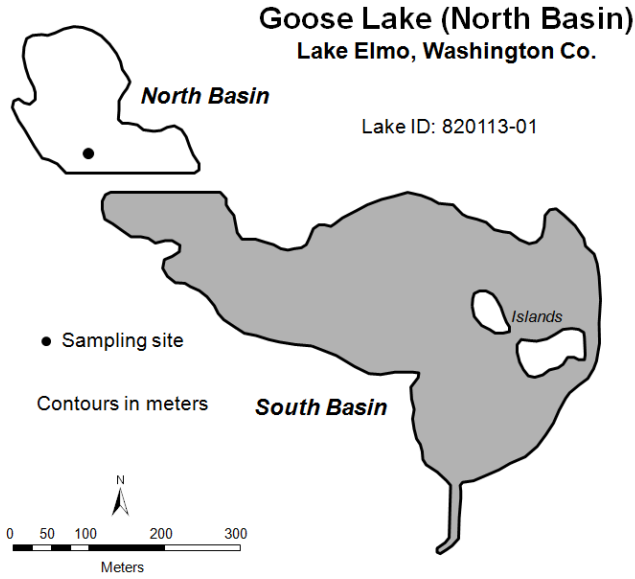 Goose Lake (North Basin)
Lake Elmo, Washington Co.
North Basin
Lake ID: 820113-01
Islands
Sampling site
Contours in meters
South Basin
N
0 50 100 200 300
Meters